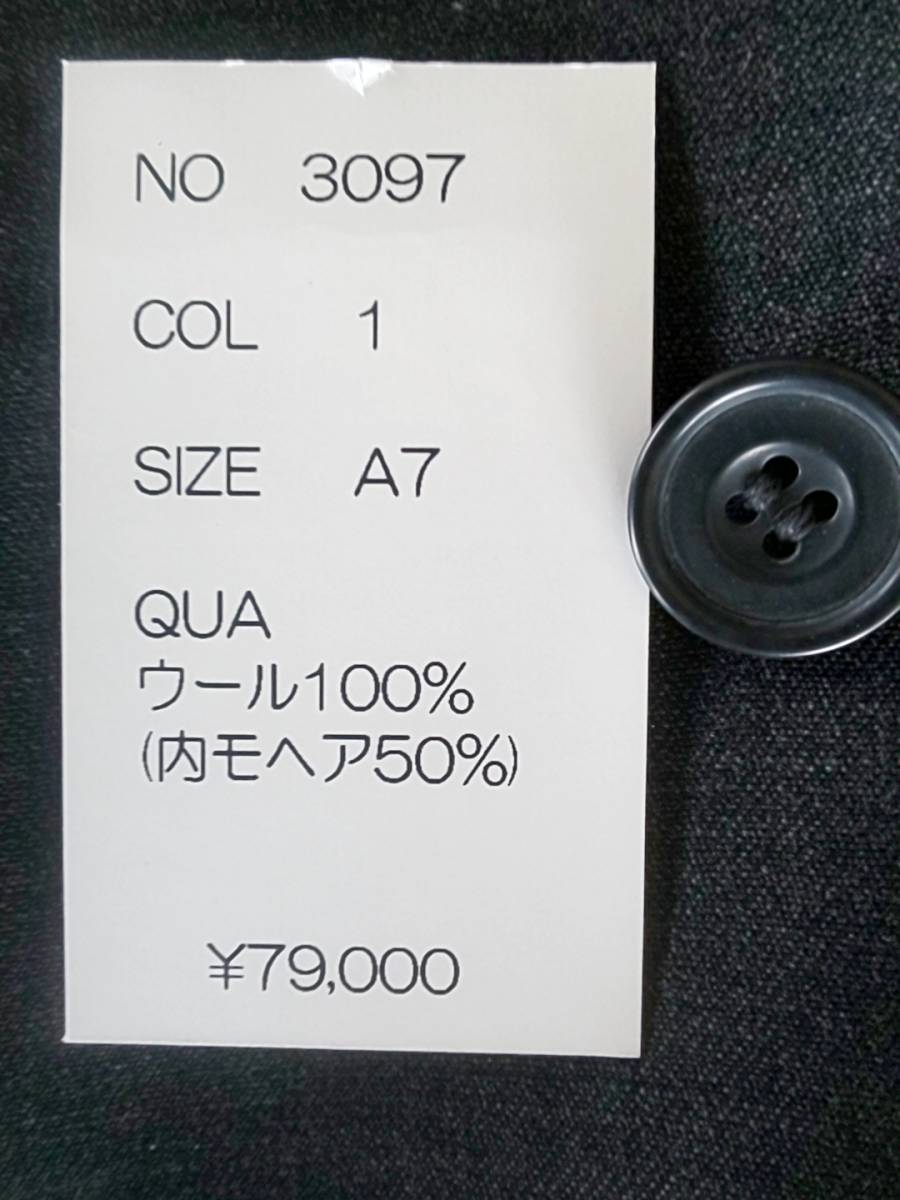 NO 3097
COL 1
SIZE A7
QUA
ウール100%
(内モヘア50%)
¥79,000